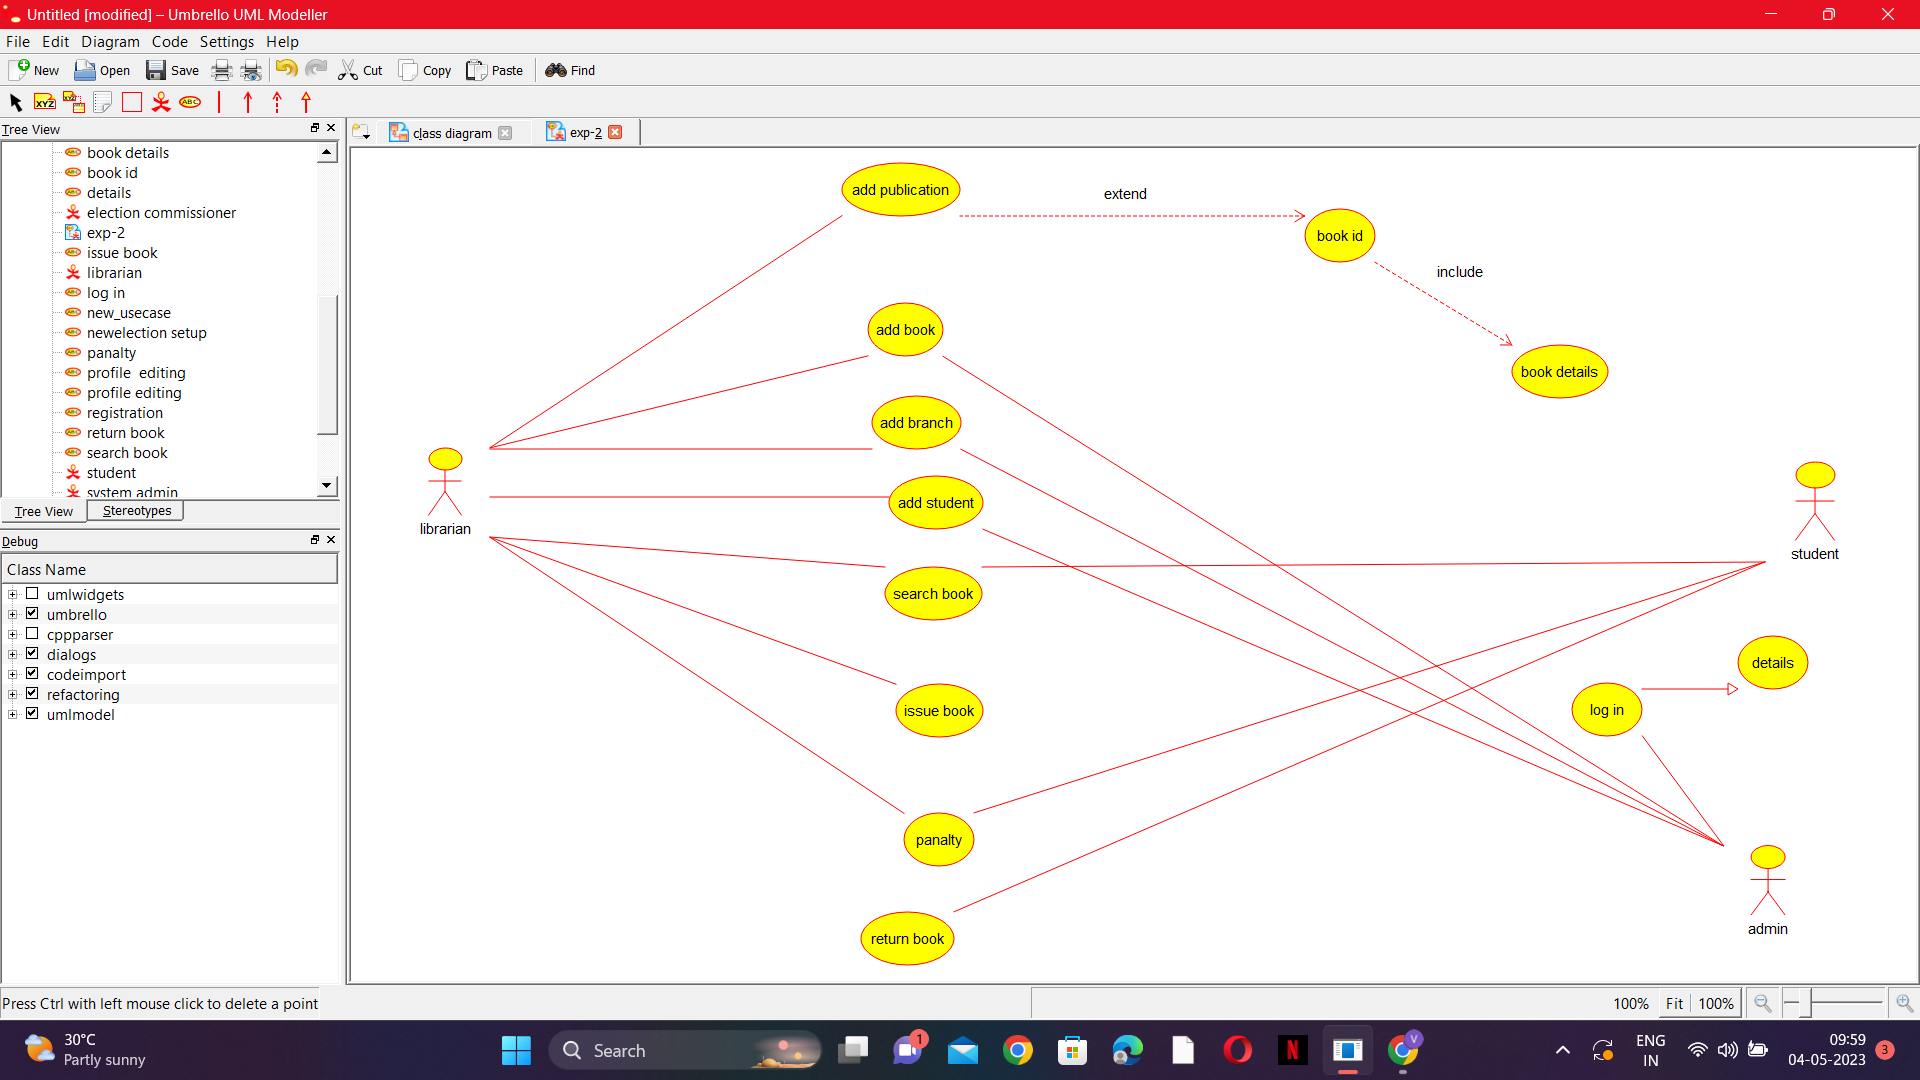 Untitled [modified] – Umbrello UML Modeller
File Edit Diagram Code Settings Help
New Open Save Cut Copy Paste Find
XYZ XYZ ABC
Tree View
class diagram exp-2
book details
book id
details
election commissioner
exp-2
issue book
librarian
log in
new_usecase
newelection setup
panalty
profile  editing
profile editing
registration
return book
search book
student
system admin
Tree View Stereotypes
Debug
Class Name
umlwidgets
umbrello
cppparser
dialogs
codeimport
refactoring
umlmodel
add publication
extend
book id
include
add book
book details
add branch
add student
librarian
student
search book
details
log in
issue book
panalty
admin
return book
Press Ctrl with left mouse click to delete a point
100% Fit 100%
30°C
Partly sunny
Search
1
N
V
ENG
IN
09:59
04-05-2023
3